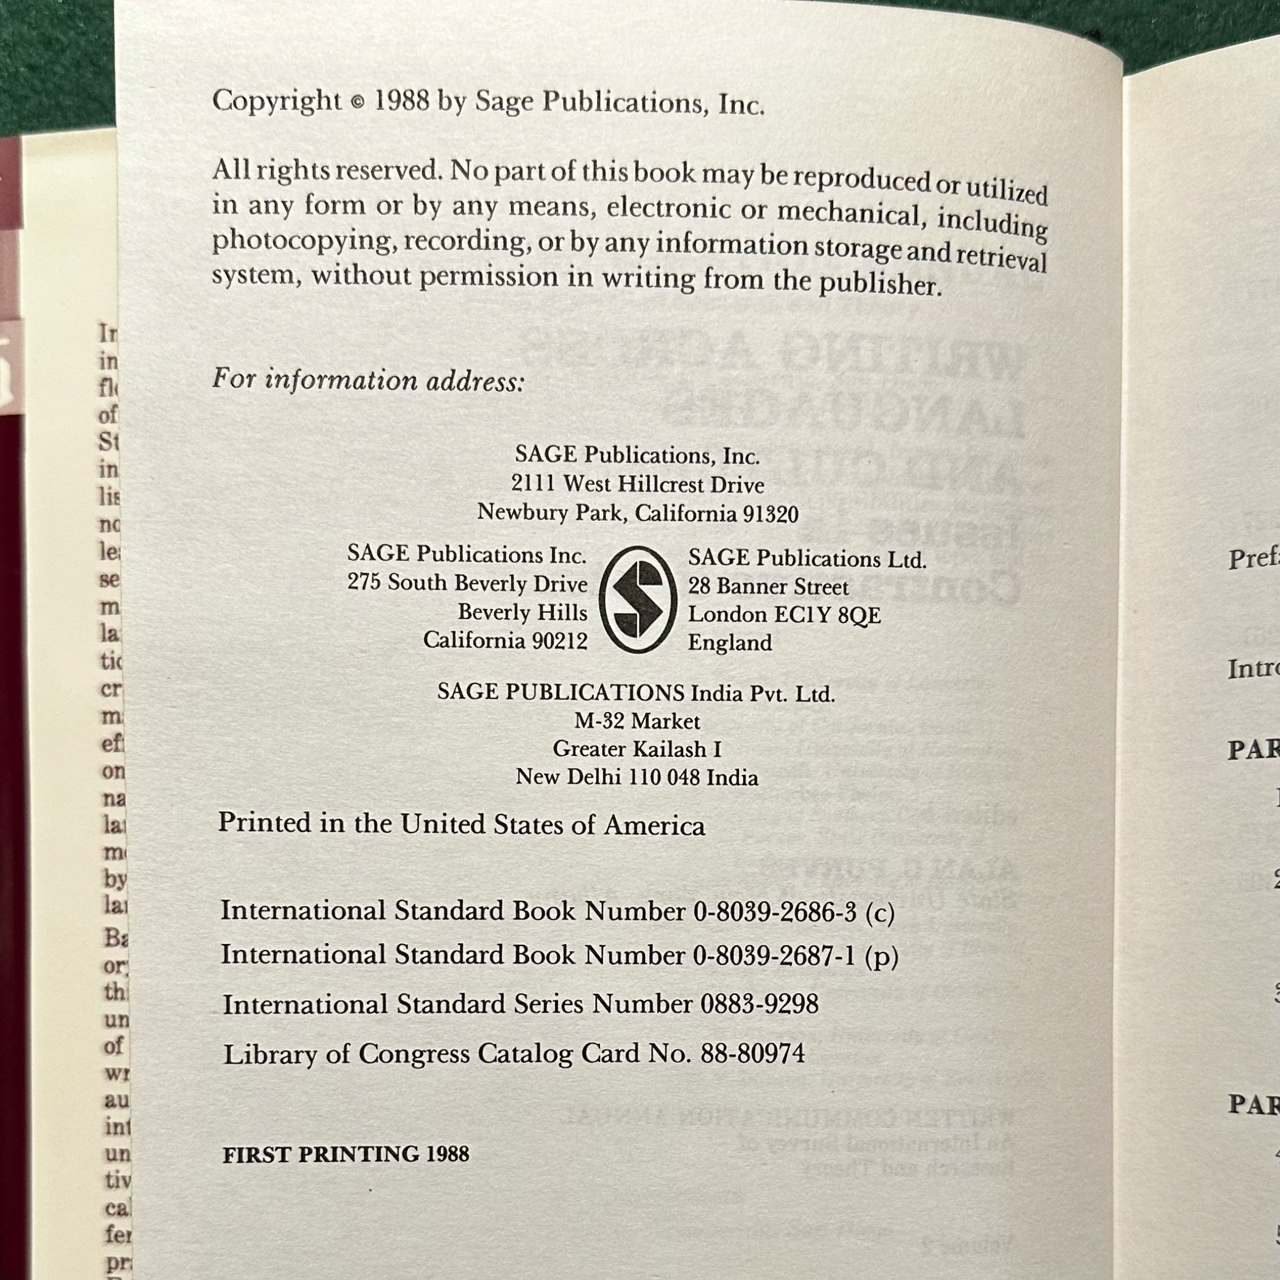 Copyright © 1988 by Sage Publications, Inc.
All rights reserved. No part of this book may be reproduced or utilized
in any form or by any means, electronic or mechanical, including
photocopying, recording, or by any information storage and retrieval
system, without permission in writing from the publisher.
For information address:
SAGE Publications, Inc.
2111 West Hillcrest Drive
Newbury Park, California 91320
SAGE Publications Inc.
275 South Beverly Drive
Beverly Hills
California 90212
SAGE Publications Ltd.
28 Banner Street
London EC1Y 8QE
England
SAGE PUBLICATIONS India Pvt. Ltd.
M-32 Market
Greater Kailash I
New Delhi 110 048 India
Printed in the United States of America
International Standard Book Number 0-8039-2686-3 (c)
International Standard Book Number 0-8039-2687-1 (p)
International Standard Series Number 0883-9298
Library of Congress Catalog Card No. 88-80974
FIRST PRINTING 1988